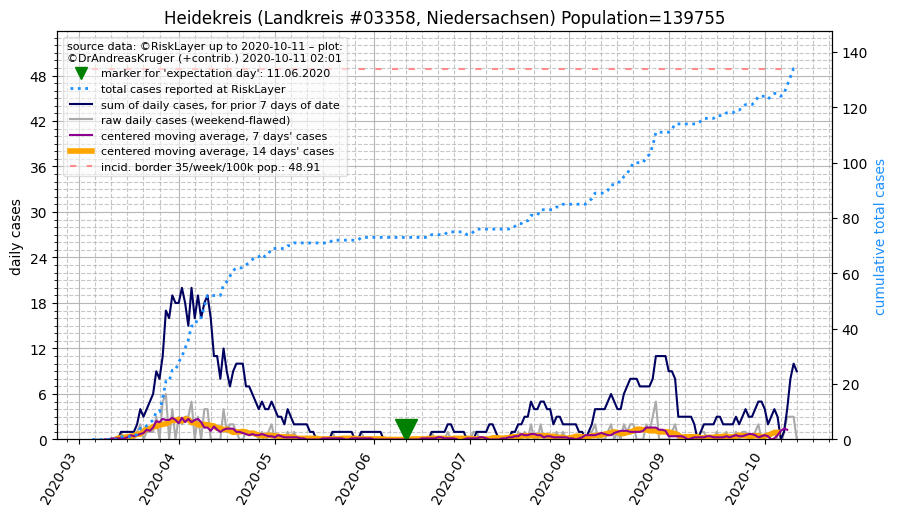 Heidekreis (Landkreis #03358, Niedersachsen) Population=139755
source data: ©RiskLayer up to 2020-10-11 – plot:
©DrAndreasKruger (+contrib.) 2020-10-11 02:01
marker for 'expectation day': 11.06.2020
total cases reported at RiskLayer
sum of daily cases, for prior 7 days of date
raw daily cases (weekend-flawed)
centered moving average, 7 days' cases
centered moving average, 14 days' cases
incid. border 35/week/100k pop.: 48.91
daily cases
48
42
36
30
24
18
12
6
0
cumulative total cases
140
120
100
80
60
40
20
0
2020-03
2020-04
2020-05
2020-06
2020-07
2020-08
2020-09
2020-10